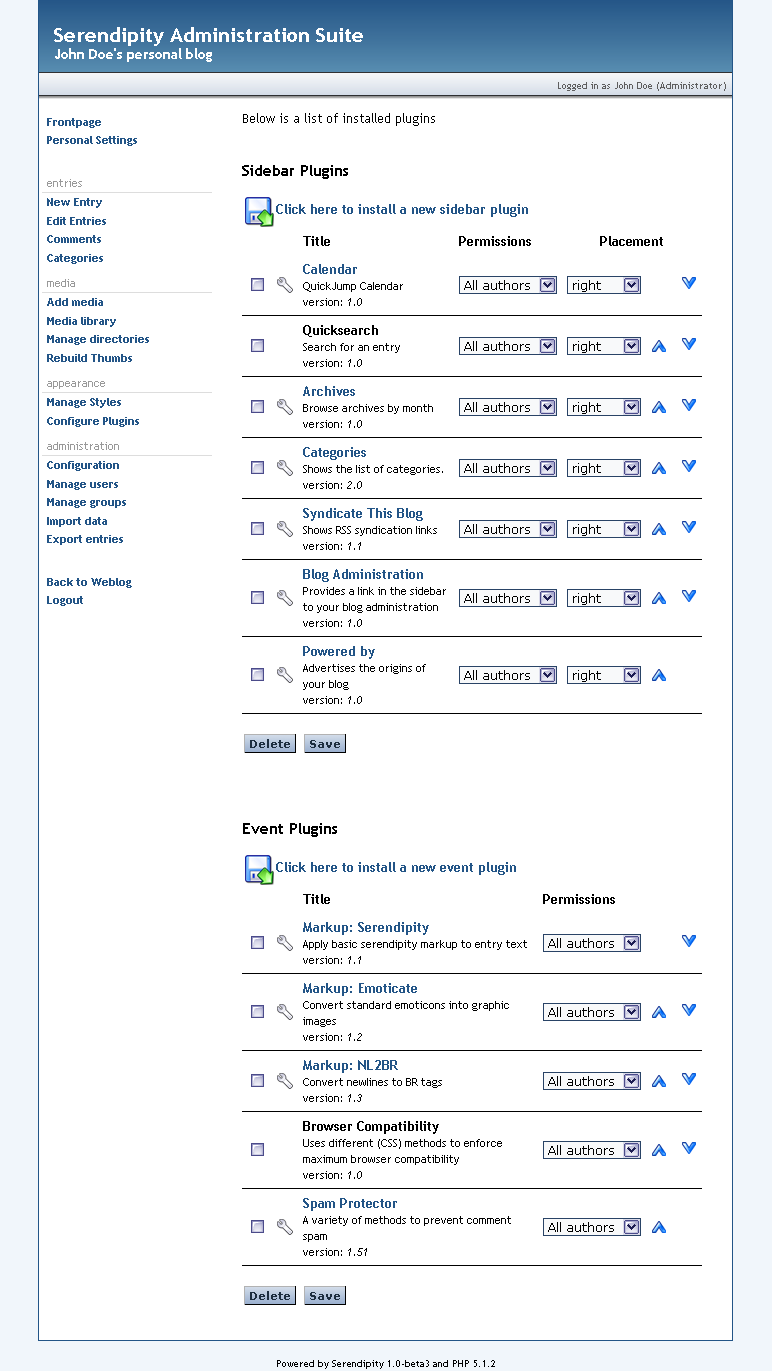 Serendipity Administration Suite
John Doe's personal blog
Logged in as John Doe (Administrator)
Frontpage
Personal Settings
entries
New Entry
Edit Entries
Comments
Categories
media
Add media
Media library
Manage directories
Rebuild Thumbs
appearance
Manage Styles
Configure Plugins
administration
Configuration
Manage users
Manage groups
Import data
Export entries
Back to Weblog
Logout
Below is a list of installed plugins
Sidebar Plugins
Click here to install a new sidebar plugin
Title Permissions Placement
Calendar
QuickJump Calendar
version: 1.0
All authors right
Quicksearch
Search for an entry
version: 1.0
All authors right
Archives
Browse archives by month
version: 1.0
All authors right
Categories
Shows the list of categories.
version: 2.0
All authors right
Syndicate This Blog
Shows RSS syndication links
version: 1.1
All authors right
Blog Administration
Provides a link in the sidebar
to your blog administration
version: 1.0
All authors right
Powered by
Advertises the origins of
your blog
version: 1.0
All authors right
Delete Save
Event Plugins
Click here to install a new event plugin
Title Permissions
Markup: Serendipity
Apply basic serendipity markup to entry text
version: 1.1
All authors
Markup: Emoticate
Convert standard emoticons into graphic
images
version: 1.2
All authors
Markup: NL2BR
Convert newlines to BR tags
version: 1.3
All authors
Browser Compatibility
Uses different (CSS) methods to enforce
maximum browser compatibility
version: 1.0
All authors
Spam Protector
A variety of methods to prevent comment
spam
version: 1.51
All authors
Delete Save
Powered by Serendipity 1.0-beta3 and PHP 5.1.2